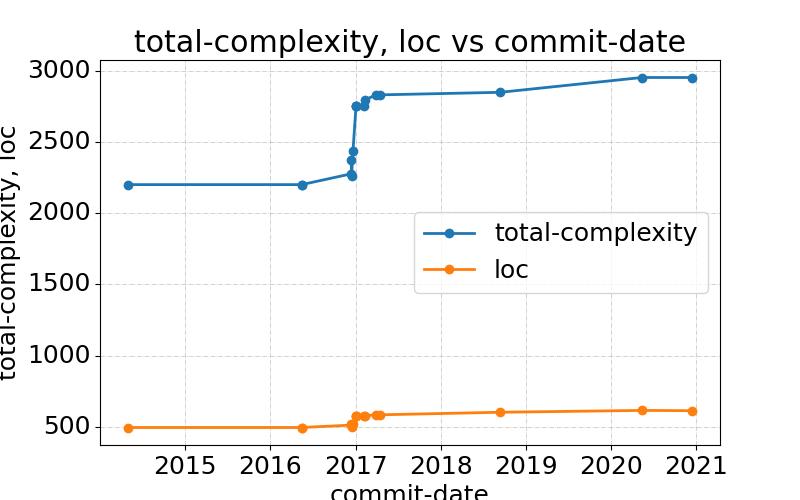 total-complexity, loc vs commit-date
total-complexity, loc
3000
2500
2000
1500
1000
500
total-complexity
loc
2015 2016 2017 2018 2019 2020 2021
commit-date